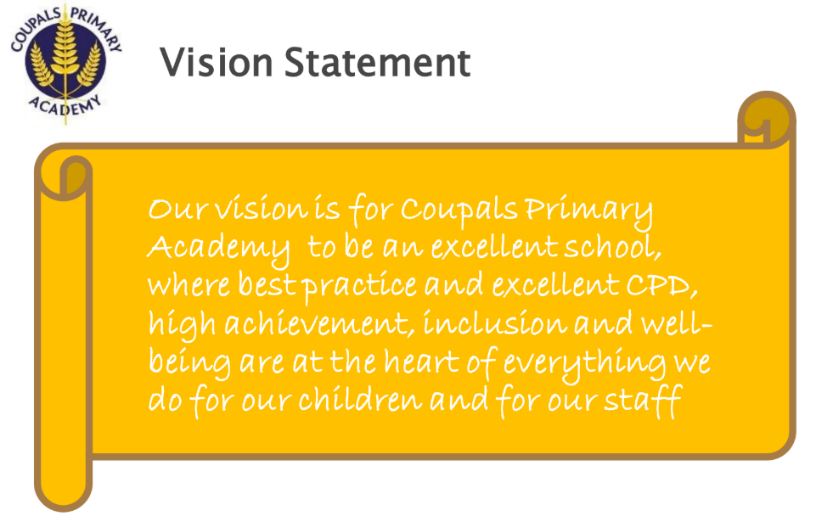 COUPALS PRIMARY
ACADEMY
Vision Statement
Our vision is for Coupals Primary
Academy to be an excellent school,
where best practice and excellent CPD,
high achievement, inclusion and well-
being are at the heart of everything we
do for our children and for our staff